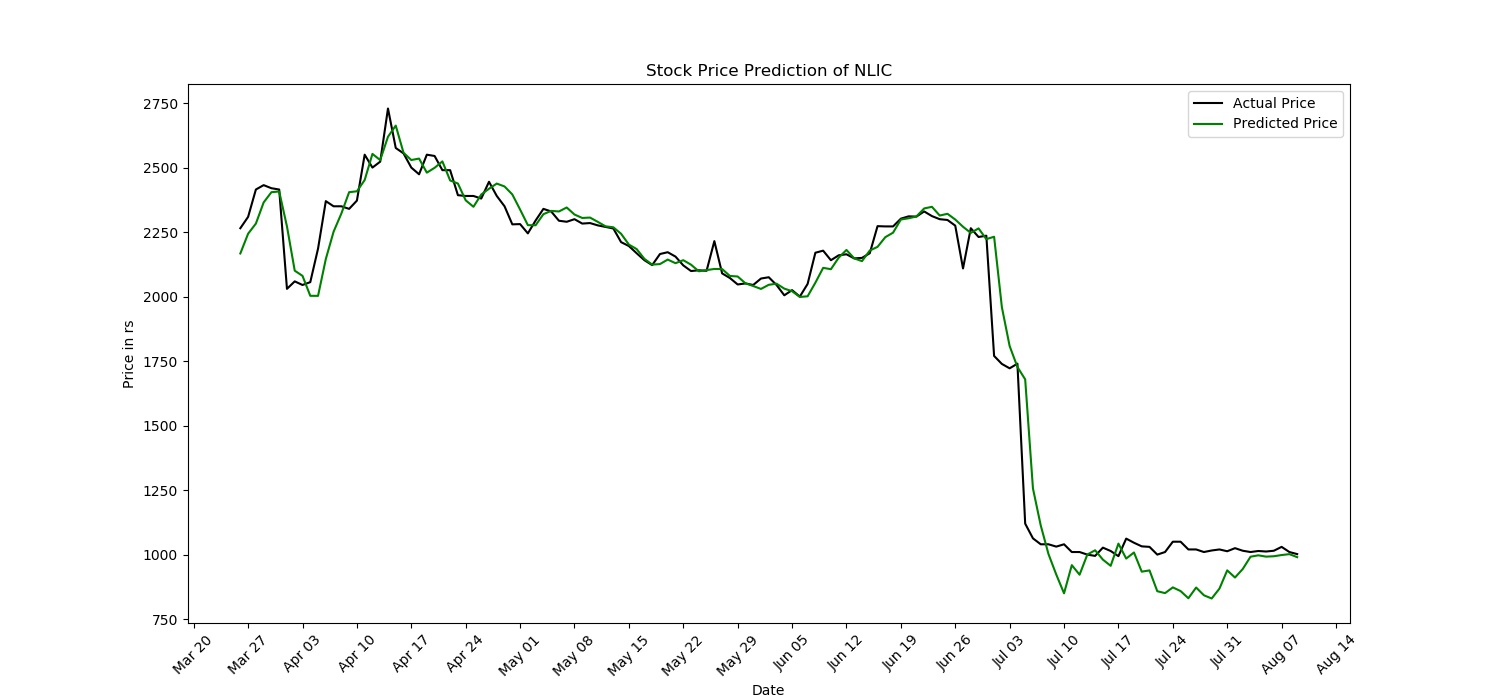 Stock Price Prediction of NLIC
Actual Price
Predicted Price
Price in rs
2750
2500
2250
2000
1750
1500
1250
1000
750
Mar 20
Mar 27
Apr 03
Apr 10
Apr 17
Apr 24
May 01
May 08
May 15
May 22
May 29
Jun 05
Jun 12
Jun 19
Jun 26
Jul 03
Jul 10
Jul 17
Jul 24
Jul 31
Aug 07
Aug 14
Date